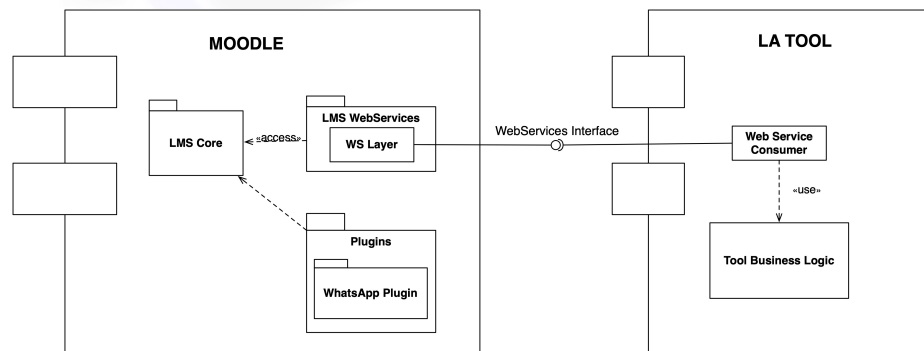 MOODLE
LA TOOL
LMS Core
«access»
LMS WebServices
WS Layer
WebServices Interface
Web Service
Consumer
«use»
Plugins
WhatsApp Plugin
Tool Business Logic